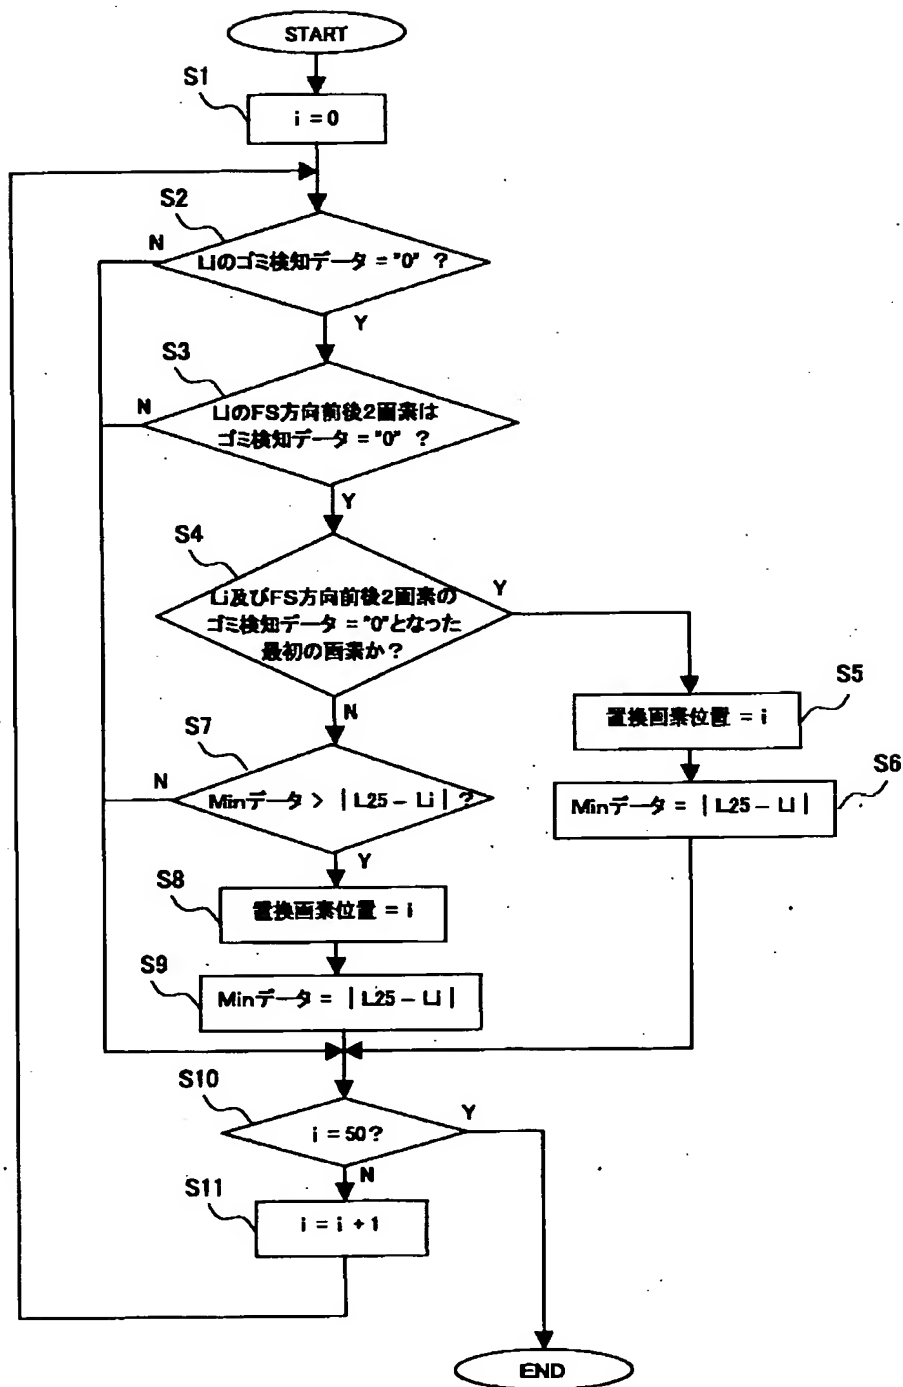 START
S1
i = 0
S2
N
Liのゴミ検知データ = "0" ?
Y
S3
N
LiのFS方向前後2画素は
ゴミ検知データ = "0" ?
Y
S4
Y
Li及びFS方向前後2画素の
ゴミ検知データ = "0"となった
最初の画素か?
N
S5
置換画素位置 = i
S6
Minデータ = | L25 - Li |
S7
N
Minデータ > | L25 - Li | ?
Y
S8
置換画素位置 = i
S9
Minデータ = | L25 - Li |
S10
Y
i = 50?
N
S11
i = i + 1
END